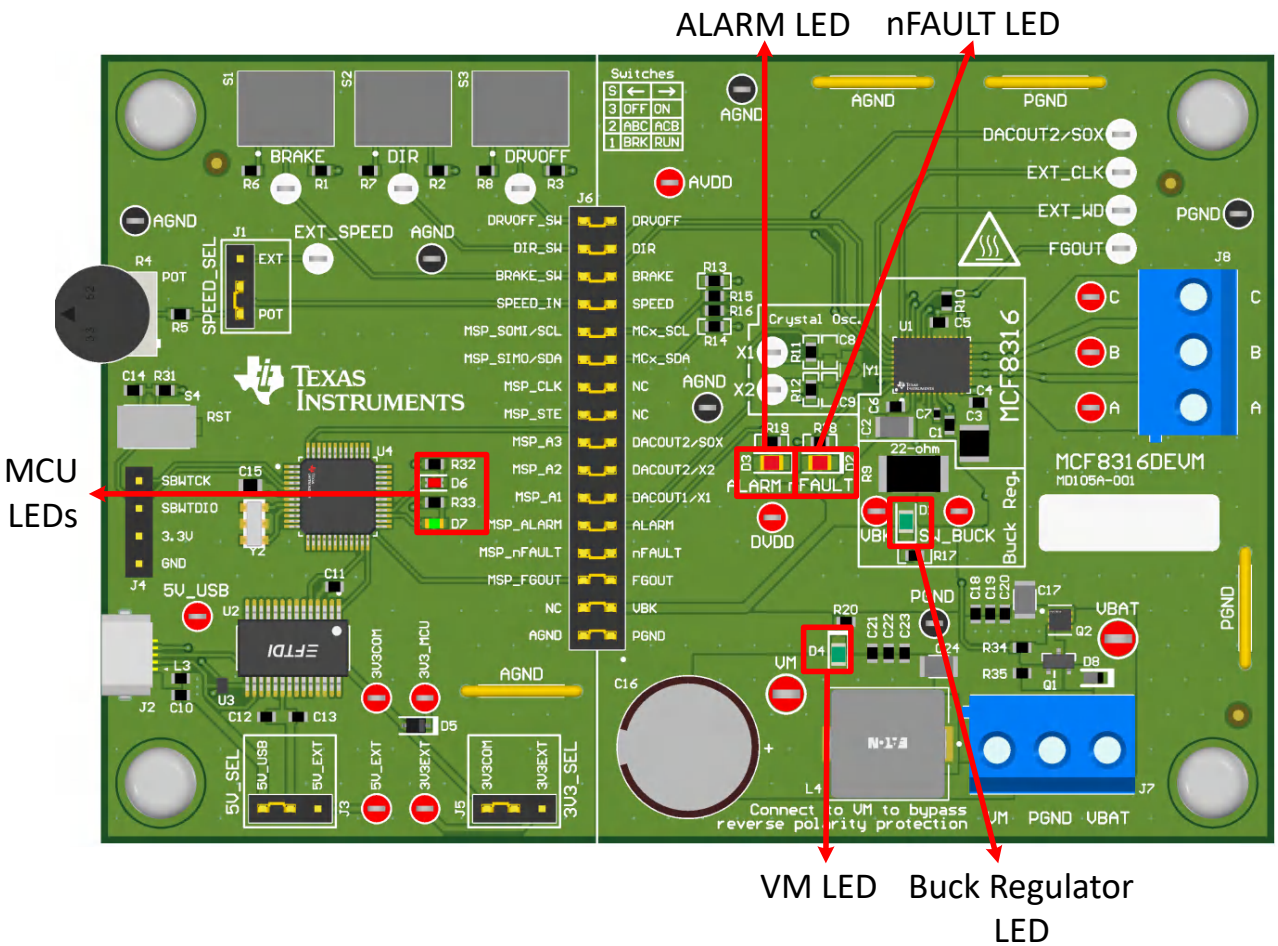 ALARM LED nFAULT LED
S1 S2 S3
Switches
S ← →
3 OFF ON
2 ABC ACB
1 BRK RUN
AGND
AGND
PGND
DACOUT2/SOX
EXT_CLK
EXT_WD
FGOUT
PGND
BRAKE DIR DRVOFF
R6 R1 R7 R2 R8 R3
AVDD
AGND
EXT_SPEED
AGND
J1
SPEED_SEL
EXT
POT
R4
POT
R5
J6
DRVOFF_SW DRVOFF
DIR_SW DIR
BRAKE_SW BRAKE
SPEED_IN SPEED
MSP_SOMI/SCL MCx_SCL
MSP_SIMO/SDA MCx_SDA
MSP_CLK NC
MSP_STE NC
MSP_A3 DACOUT2/SOX
MSP_A2 DACOUT2/X2
MSP_A1 DACOUT1/X1
MSP_ALARM ALARM
MSP_nFAULT nFAULT
MSP_FGOUT FGOUT
NC VBK
AGND PGND
R13
R15
R16
R14
Crystal Osc.
X1
X2
R11
R12
C8
C9
Y1
AGND
U1
R10
C5
MCF8316
C6
C2
C7
C1
C4
C3
J8
C C
B B
A A
C14 R31
S4
RST
TEXAS
INSTRUMENTS
MCU
LEDs
SBWTCK
SBWTDIO
3.3V
GND
J4
C15
Y2
U4
R32
D6
R33
D7
R19 R18
D3 D2
ALARM nFAULT
DVDD
22-ohm
R9
VBK
SW_BUCK
R17
Buck Reg.
MCF8316DEVM
MD105A-001
5V_USB
U2
C11
FTDI
J2
L3
C10
U3
C12 C13
3V3COM
3V3_MCU
D5
AGND
5V_SEL
5V_USB
5V_EXT
J3
5V_EXT
3V3EXT
J5
3V3COM
3V3EXT
3V3_SEL
C16
+
VM
R20
D4
C21
C22
C23
PGND
C24
C18
C19
C20
C17
Q2
VBAT
R34
R35
Q1
D8
PGND
L4
J7
Connect to VM to bypass
reverse polarity protection
VM PGND VBAT
VM LED Buck Regulator
LED